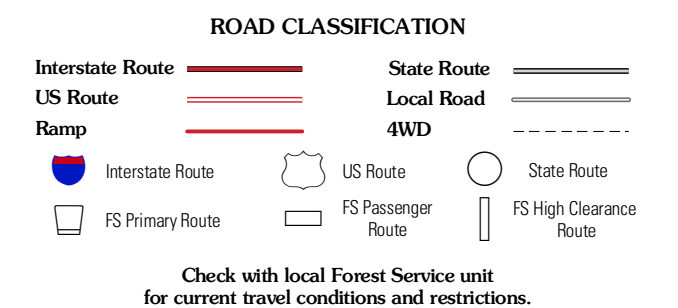 ROAD CLASSIFICATION
Interstate Route
State Route
US Route
Local Road
Ramp
4WD
Interstate Route
US Route
State Route
FS Primary Route
FS Passenger
Route
FS High Clearance
Route
Check with local Forest Service unit
for current travel conditions and restrictions.